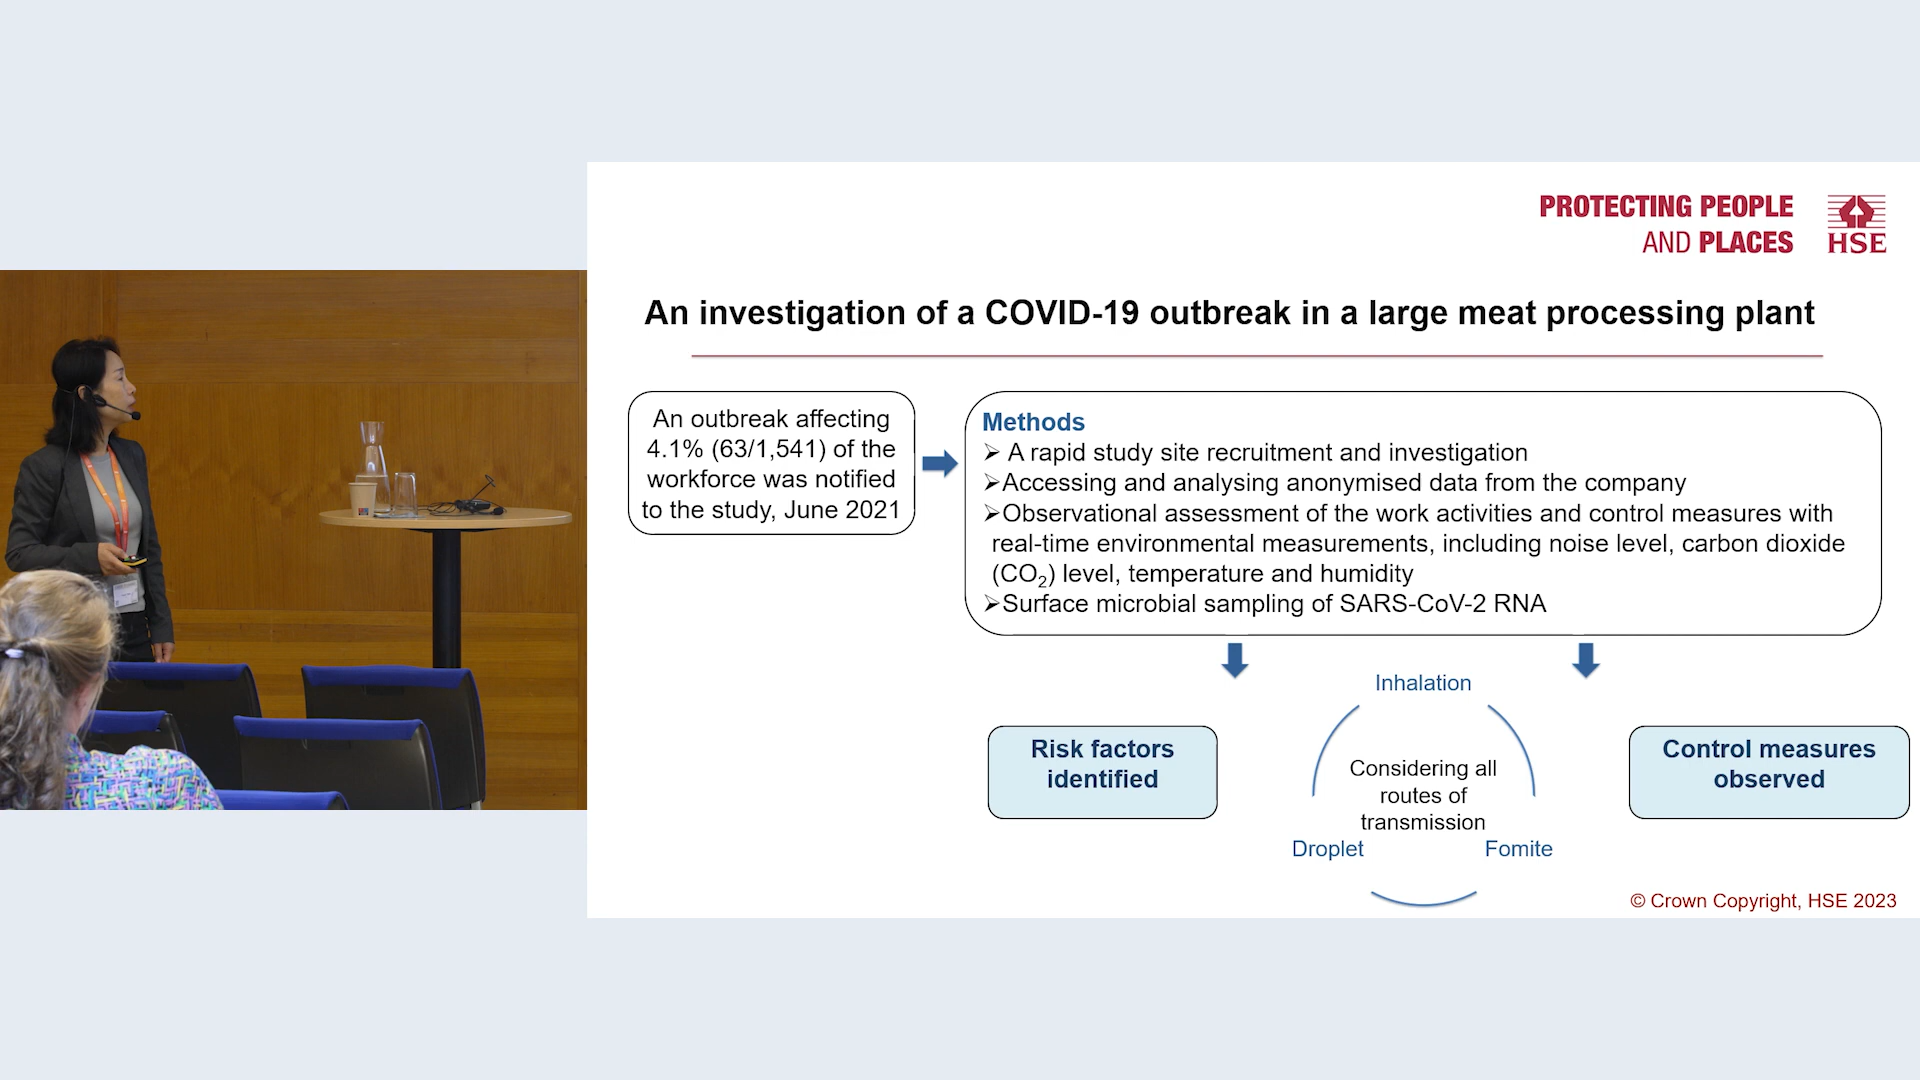 PROTECTING PEOPLE
AND PLACES
HSE
An investigation of a COVID-19 outbreak in a large meat processing plant
An outbreak affecting
4.1% (63/1,541) of the
workforce was notified
to the study, June 2021
Methods
➢ A rapid study site recruitment and investigation
➢Accessing and analysing anonymised data from the company
➢Observational assessment of the work activities and control measures with
real-time environmental measurements, including noise level, carbon dioxide
(CO₂) level, temperature and humidity
➢Surface microbial sampling of SARS-CoV-2 RNA
Inhalation
Risk factors
identified
Considering all
routes of
transmission
Control measures
observed
Droplet
Fomite
© Crown Copyright, HSE 2023